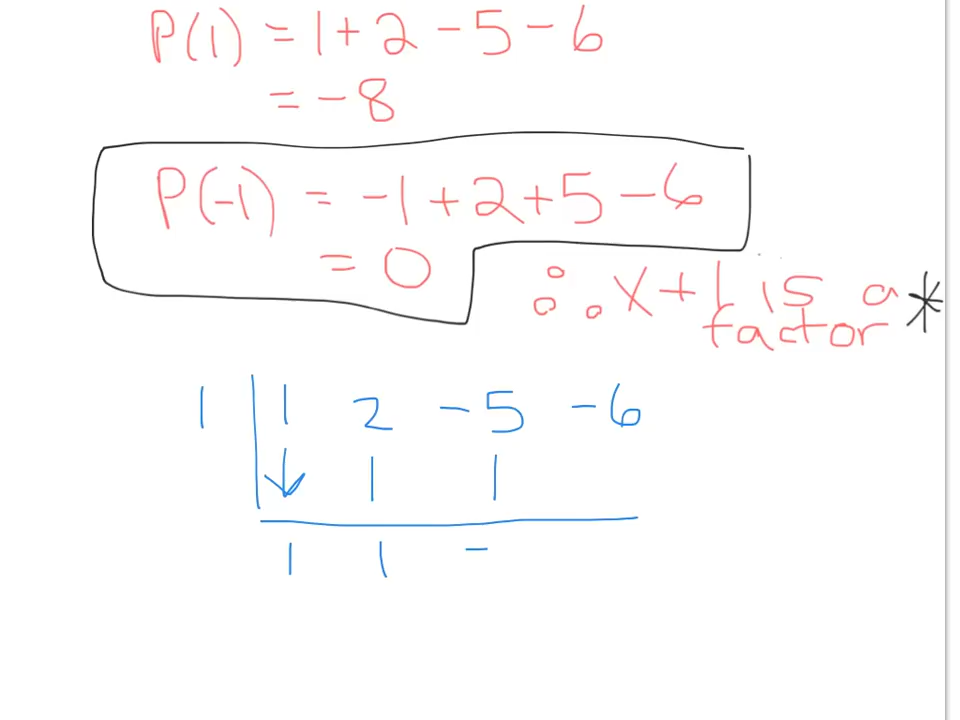 P(1) = 1 + 2 - 5 - 6
= - 8
P(-1) = -1 + 2 + 5 - 6
= 0
∴ x + 1 is a *
factor
1 | 1 2 -5 -6
↓ 1 1
1 1 -